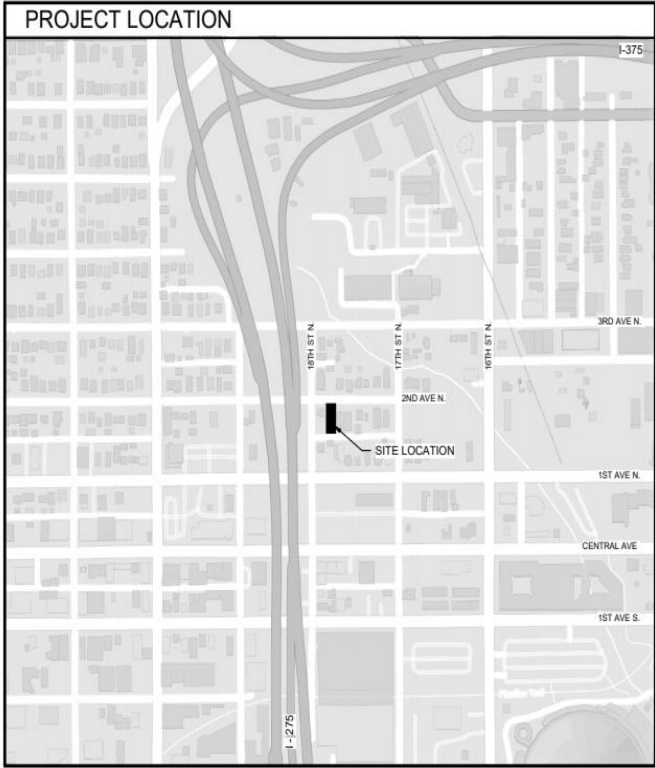 PROJECT LOCATION
I-375
3RD AVE N.
18TH ST N.
17TH ST N.
16TH ST N.
2ND AVE N.
SITE LOCATION
1ST AVE N.
CENTRAL AVE
1ST AVE S.
I - 275